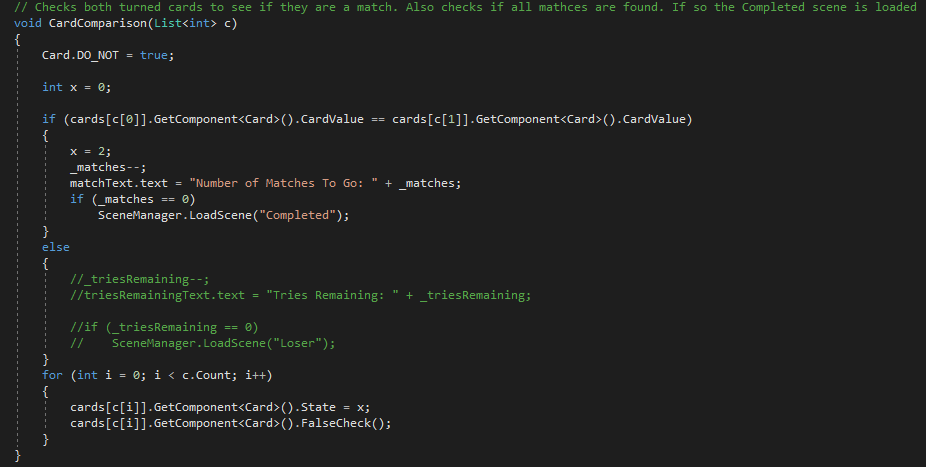 // Checks both turned cards to see if they are a match. Also checks if all mathces are found. If so the Completed scene is loaded
void CardComparison(List<int> c)
{
    Card.DO_NOT = true;

    int x = 0;

    if (cards[c[0]].GetComponent<Card>().CardValue == cards[c[1]].GetComponent<Card>().CardValue)
    {
        x = 2;
        _matches--;
        matchText.text = "Number of Matches To Go: " + _matches;
        if (_matches == 0)
            SceneManager.LoadScene("Completed");
    }
    else
    {
        //_triesRemaining--;
        //triesRemainingText.text = "Tries Remaining: " + _triesRemaining;

        //if (_triesRemaining == 0)
        //    SceneManager.LoadScene("Loser");
    }
    for (int i = 0; i < c.Count; i++)
    {
        cards[c[i]].GetComponent<Card>().State = x;
        cards[c[i]].GetComponent<Card>().FalseCheck();
    }
}